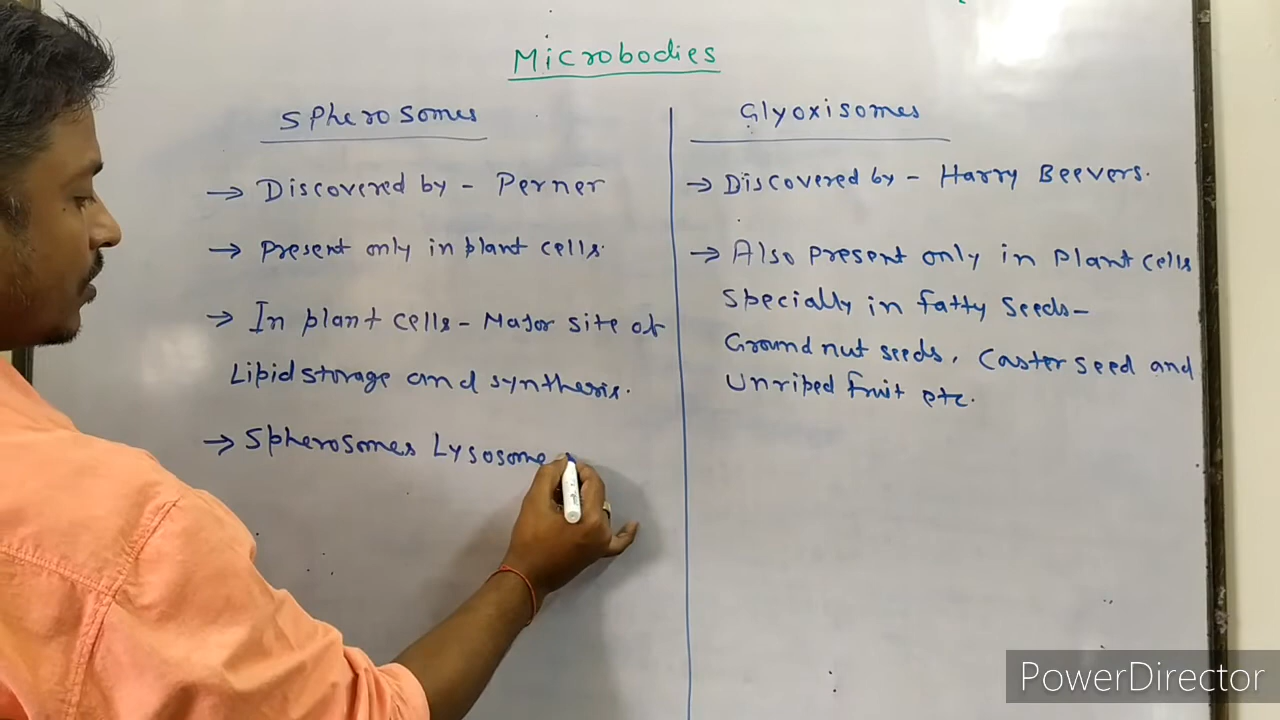 Microbodies
Spherosomes
→ Discovered by - Perner
→ Present only in plant cells.
→ In plant cells - Major site of
Lipid storage and synthesis.
→ Spherosomes Lysosome
Glyoxisomes
→ Discovered by - Harry Beevers.
→ Also present only in plant cells
specially in fatty seeds-
Ground nut seeds, caster seed and
Unriped fruit etc.
PowerDirector